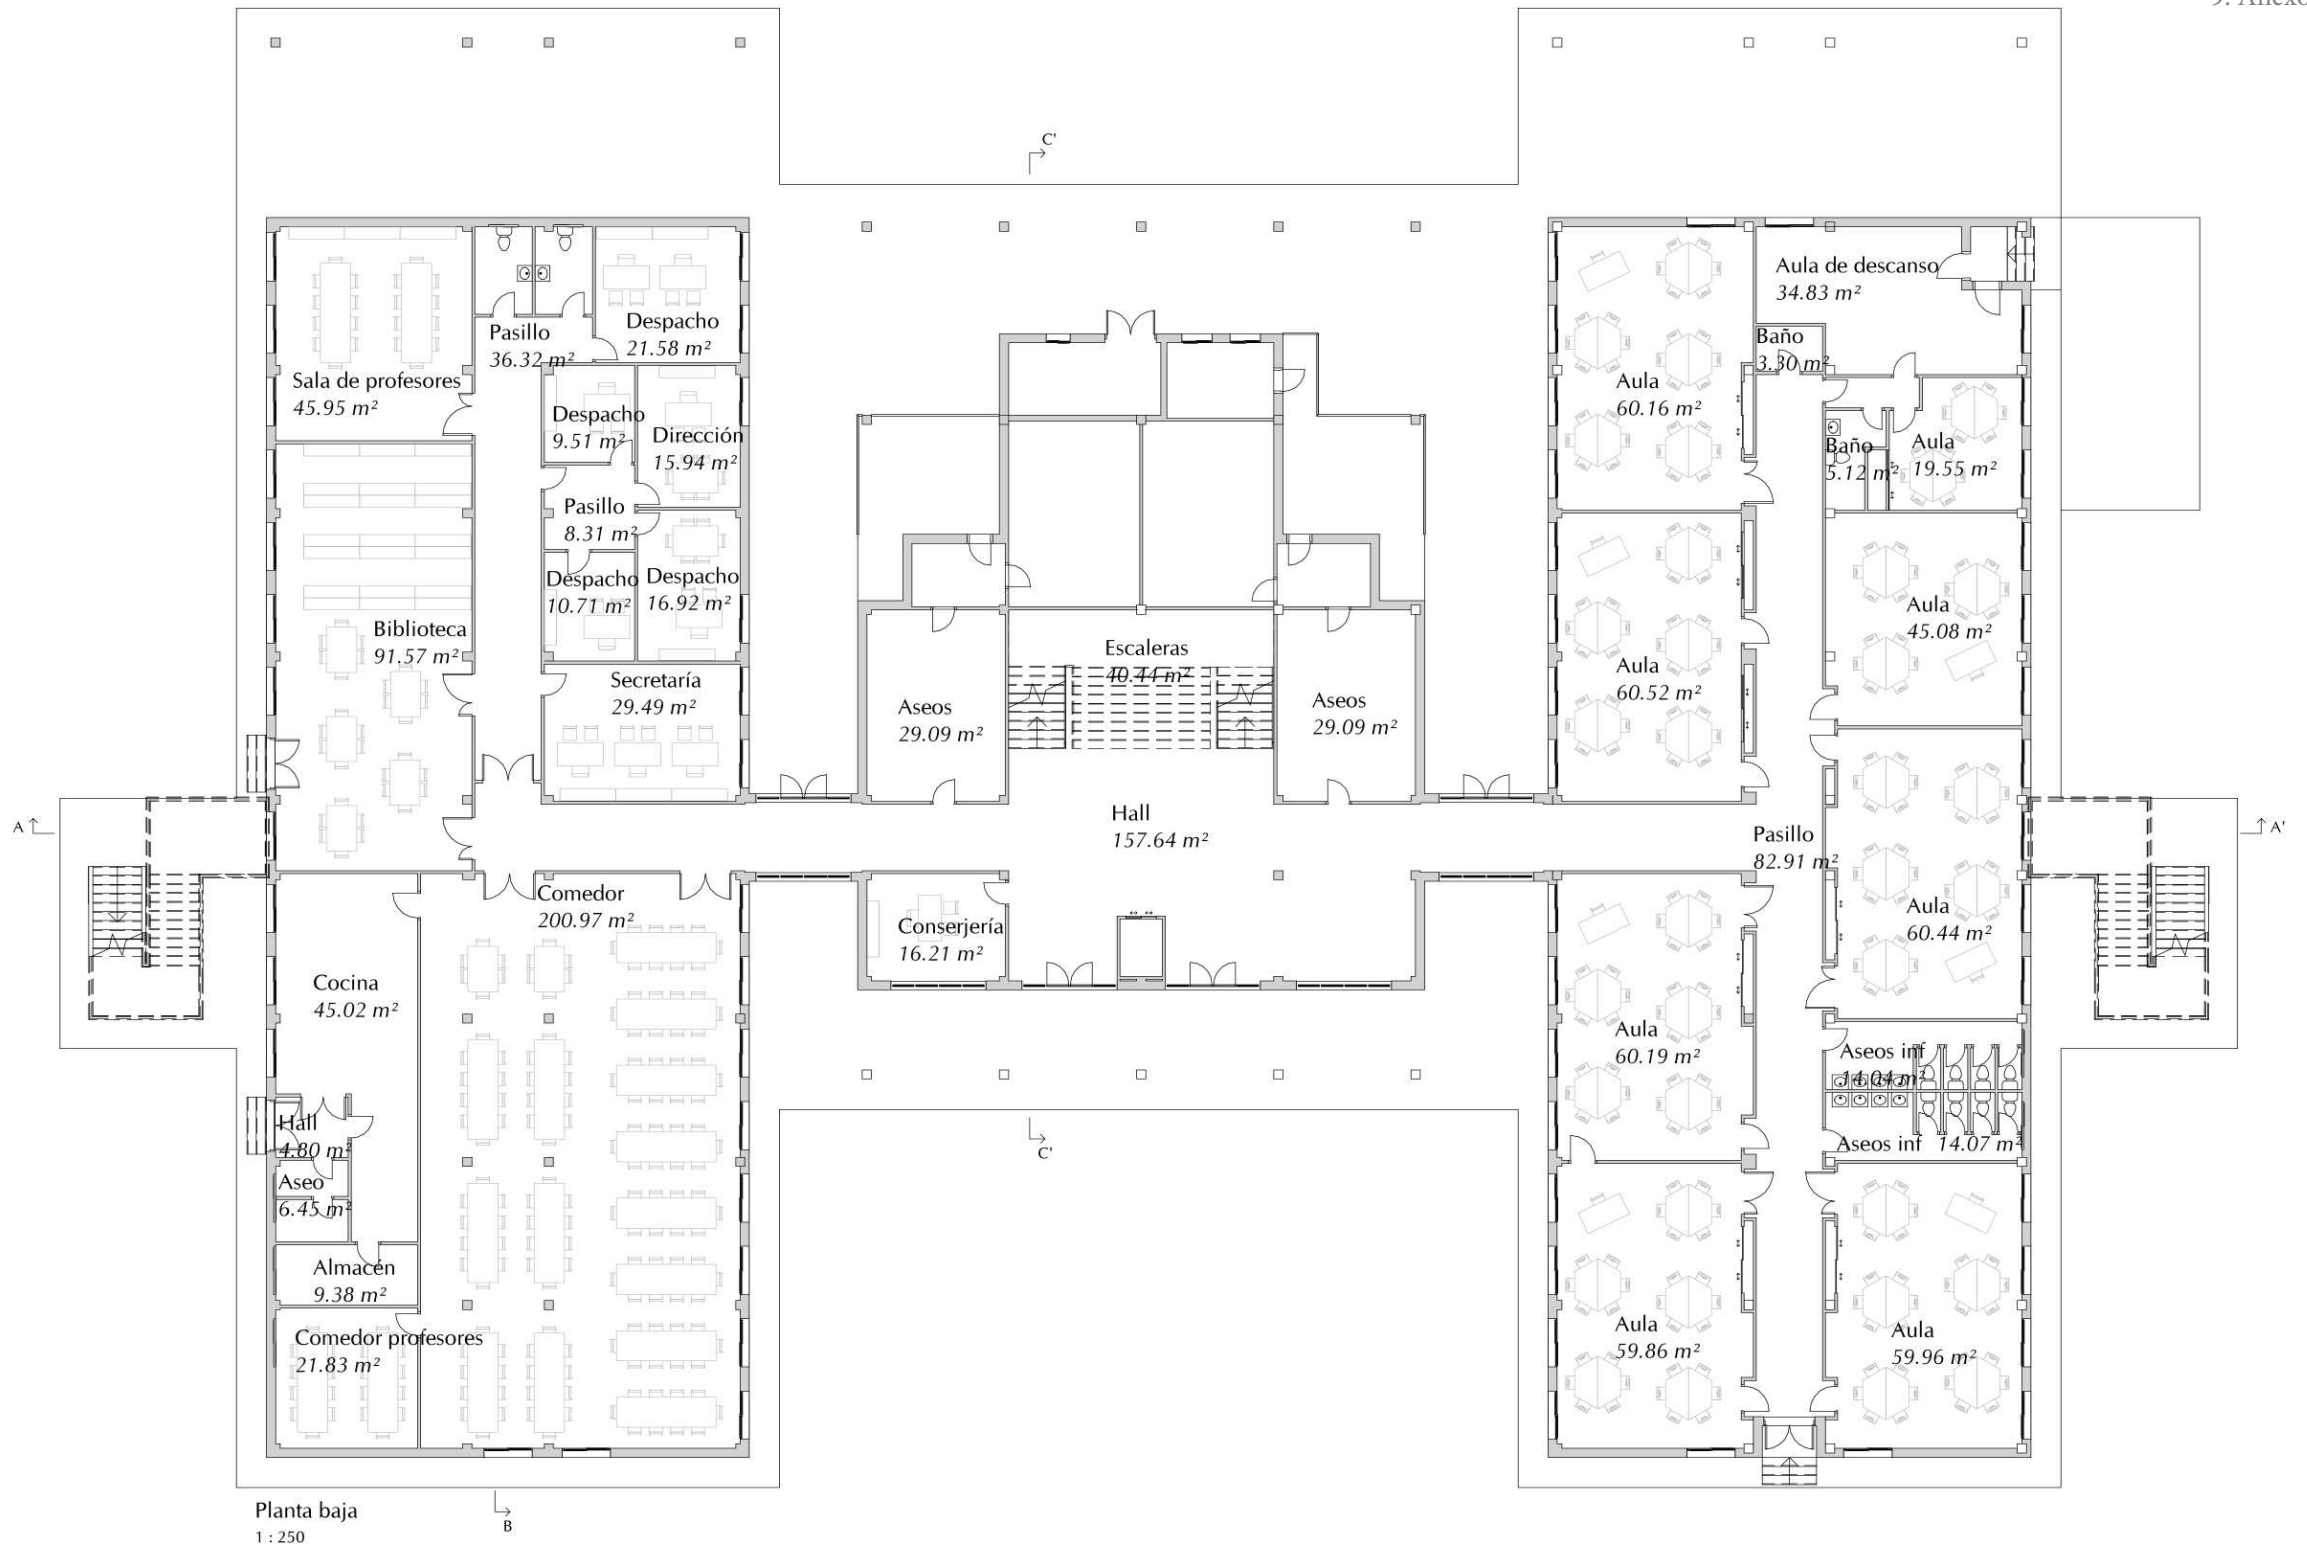 9. Anexo
C'
Aula de descanso
34.83 m²
Despacho
21.58 m²
Pasillo
36.32 m²
Baño
3.30 m²
Sala de profesores
45.95 m²
Aula
60.16 m²
Despacho
9.51 m²
Dirección
15.94 m²
Baño
5.12 m²
Aula
19.55 m²
Pasillo
8.31 m²
Despacho
10.71 m²
Despacho
16.92 m²
Aula
45.08 m²
Biblioteca
91.57 m²
Escaleras
40.44 m²
Aula
60.52 m²
Secretaría
29.49 m²
Aseos
29.09 m²
Aseos
29.09 m²
Hall
157.64 m²
A
A'
Pasillo
82.91 m²
Comedor
200.97 m²
Conserjería
16.21 m²
Aula
60.44 m²
Cocina
45.02 m²
Aula
60.19 m²
Aseos inf
14.04 m²
Hall
4.80 m²
C'
Aseos inf 14.07 m²
Aseo
6.45 m²
Almacén
9.38 m²
Comedor profesores
21.83 m²
Aula
59.86 m²
Aula
59.96 m²
Planta baja
1 : 250
B